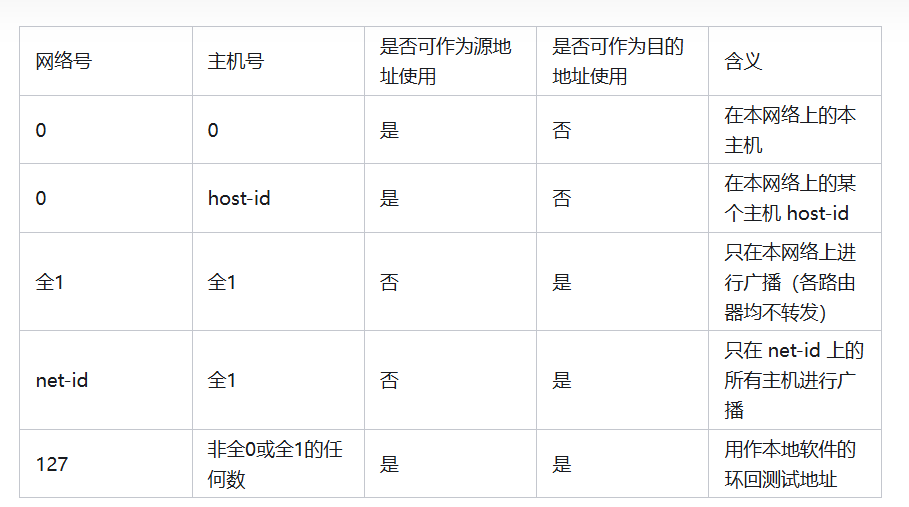 网络号
主机号
是否可作为源地
址使用
是否可作为目的
地址使用
含义
0
0
是
否
在本网络上的本
主机
0
host-id
是
否
在本网络上的某
个主机 host-id
全1
全1
否
是
只在本网络上进
行广播（各路由
器均不转发）
net-id
全1
否
是
只在 net-id 上的
所有主机进行广
播
127
非全0或全1的任
何数
是
是
用作本地软件的
环回测试地址